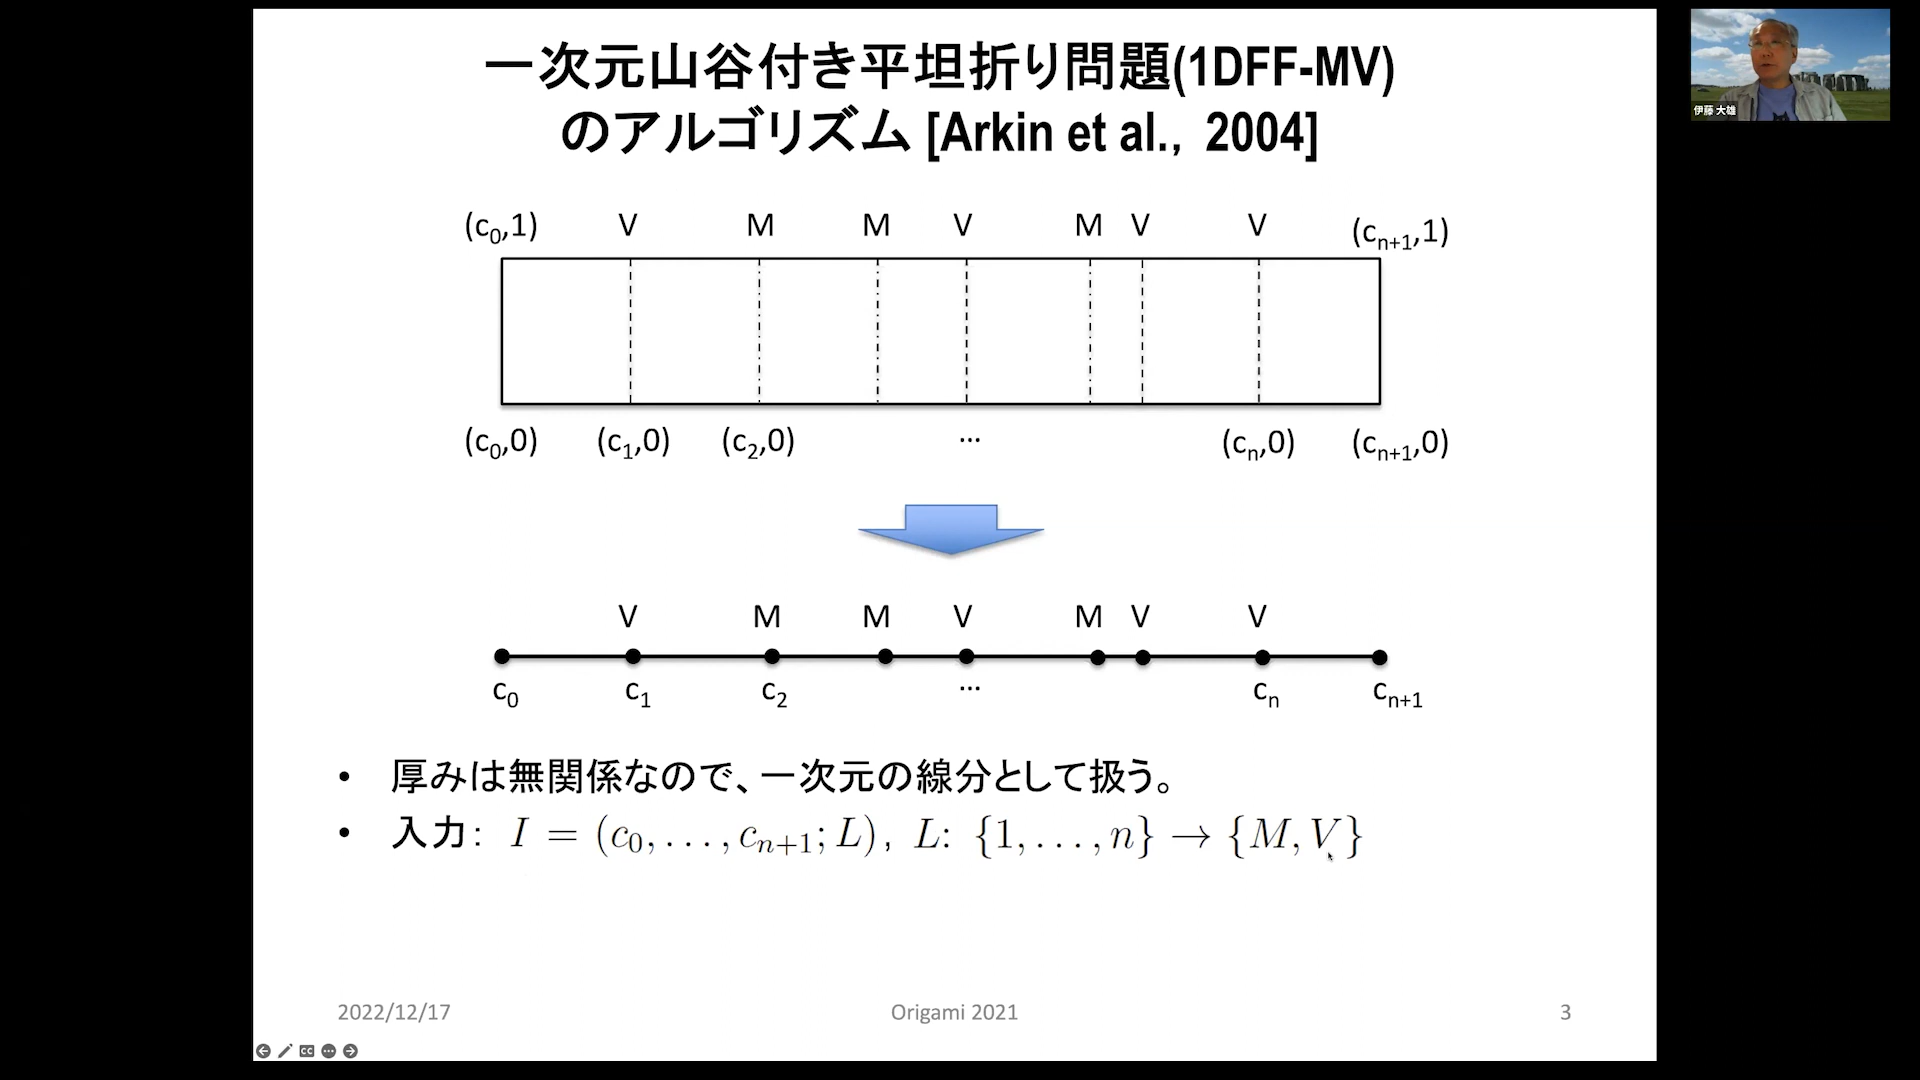 一次元山谷付き平坦折り問題(1DFF-MV)
のアルゴリズム [Arkin et al., 2004]
伊藤 大雄
(c0,1) V M M V M V V (cn+1,1)
(c0,0) (c1,0) (c2,0) ... (cn,0) (cn+1,0)
V M M V M V V
c0 c1 c2 ... cn cn+1
• 厚みは無関係なので、一次元の線分として扱う。
• 入力: I = (c0, . . . , cn+1; L), L: {1, . . . , n} → {M, V}
2022/12/17 Origami 2021 3
CC